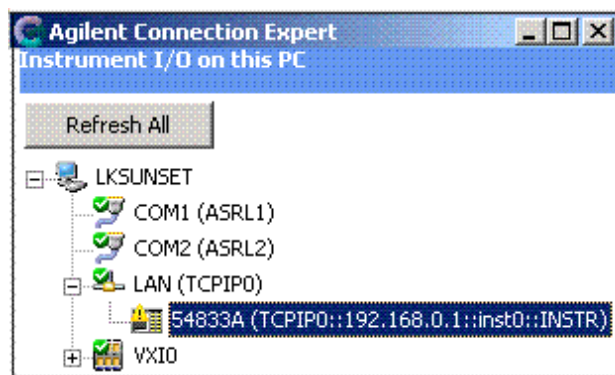 Agilent Connection Expert
Instrument I/O on this PC
Refresh All
LKSUNSET
COM1 (ASRL1)
COM2 (ASRL2)
LAN (TCPIP0)
54833A (TCPIP0::192.168.0.1::inst0::INSTR)
VXI0